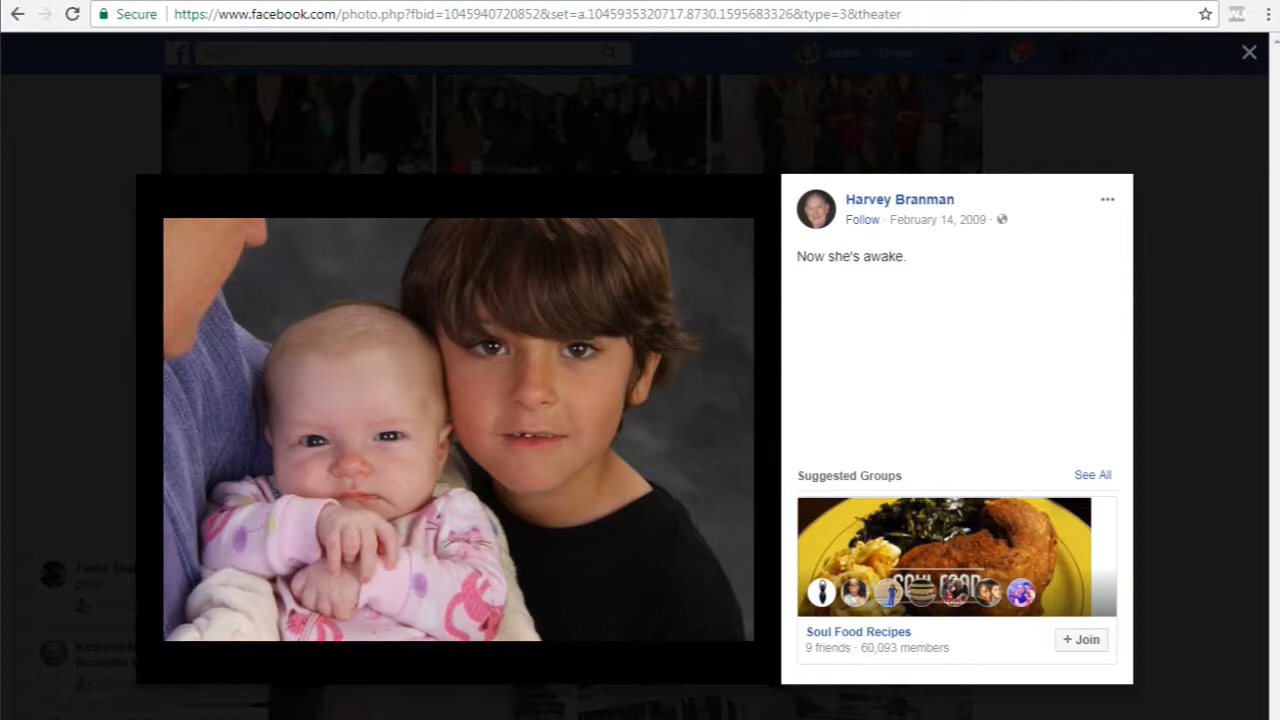 Secure
https://www.facebook.com/photo.php?fbid=1045940720852&set=a.1045935320717.8730.1595683326&type=3&theater
Harvey Branman
Follow · February 14, 2009 ·
Now she's awake.
Suggested Groups
See All
SOUL FOOD
Soul Food Recipes
9 friends · 60,093 members
+ Join